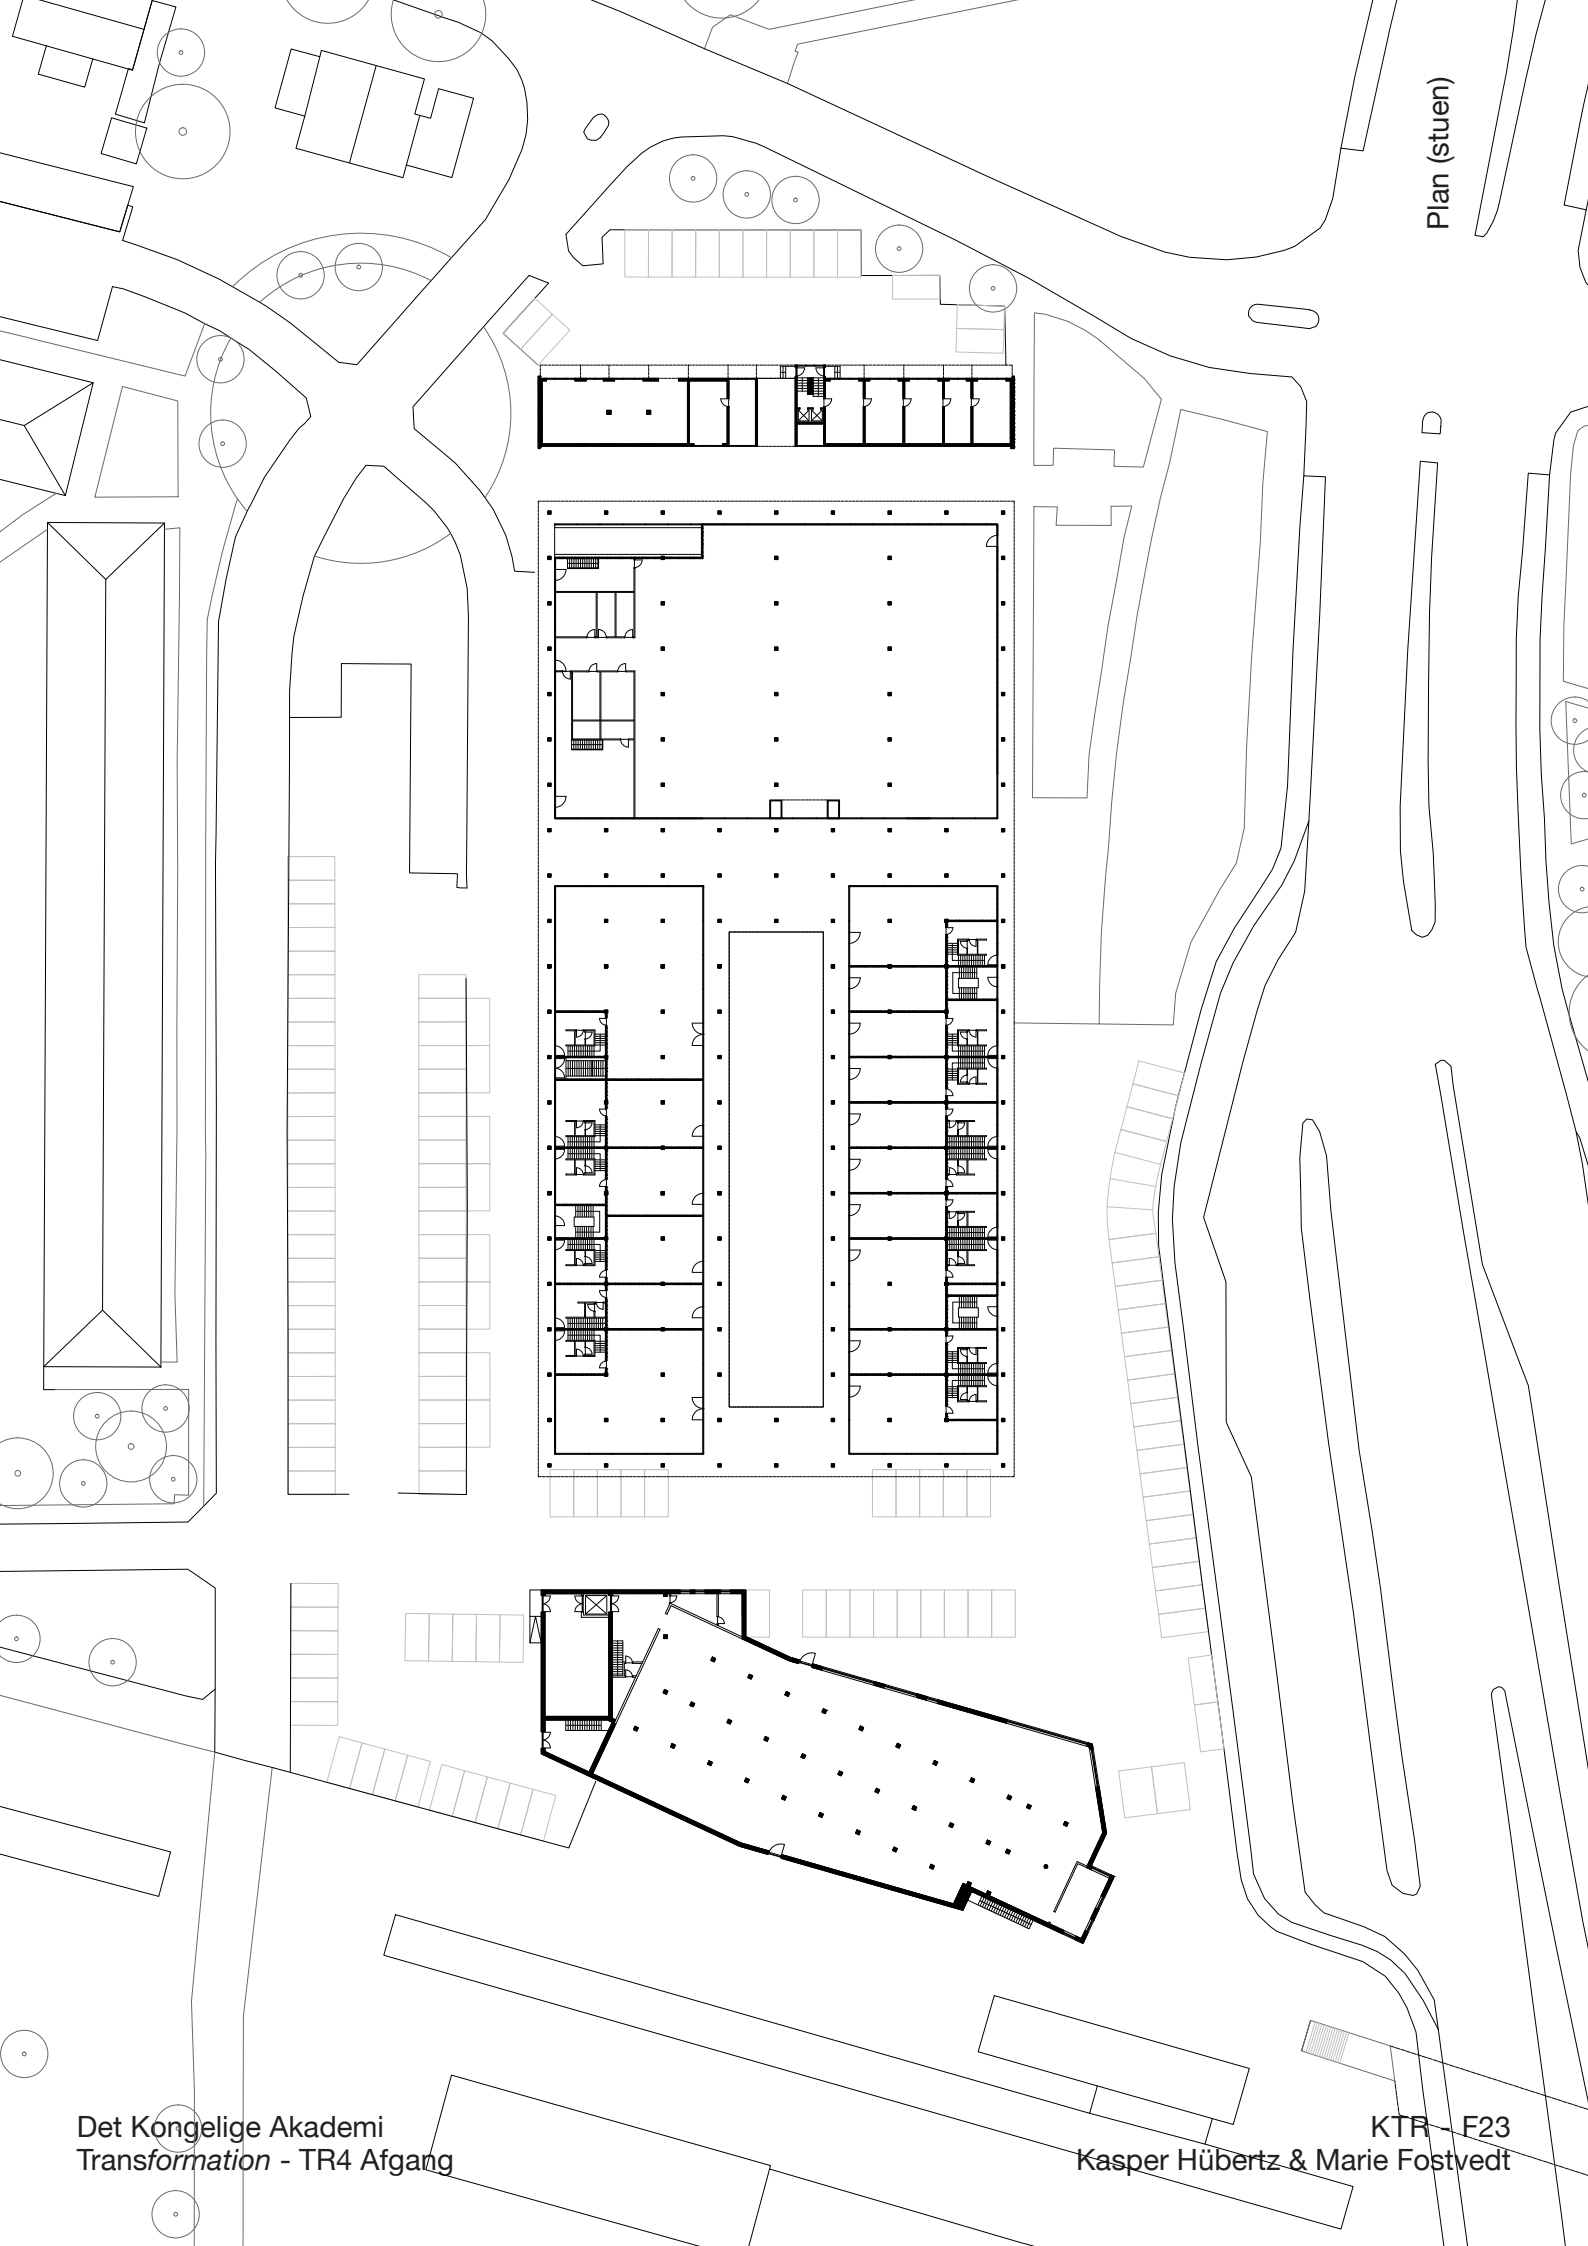 Plan (stuen)
Det Kongelige Akademi
Transformation - TR4 Afgang
KTR - F23
Kasper Hübertz & Marie Fostvedt